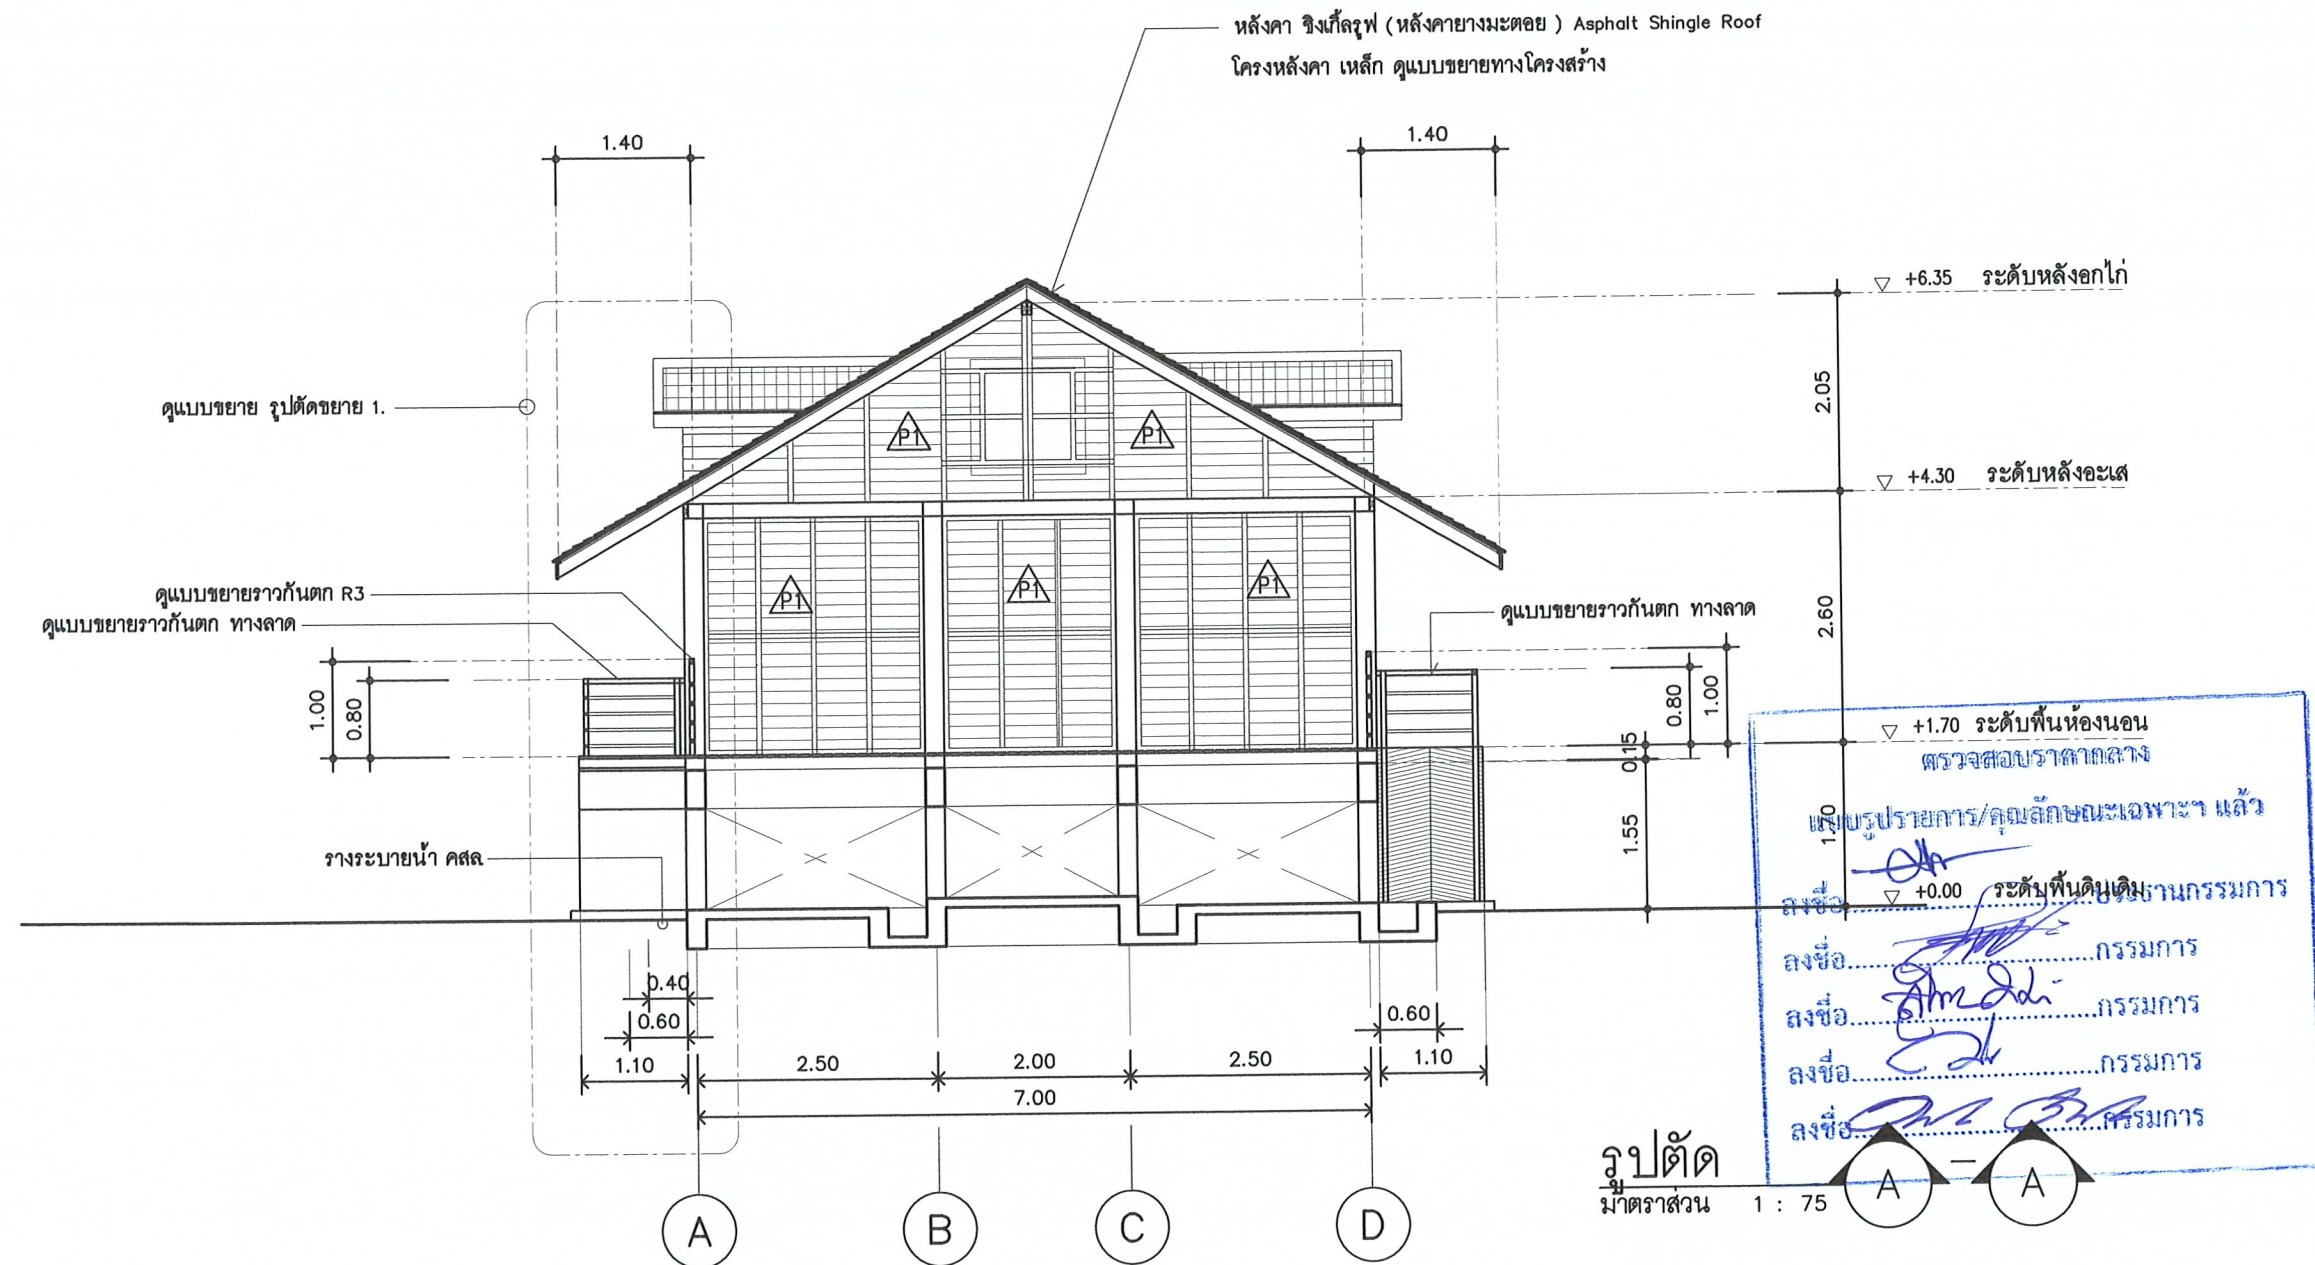 หลังคา ชิงเกิ้ลรูฟ (หลังคายางมะตอย ) Asphalt Shingle Roof
โครงหลังคา เหล็ก ดูแบบขยายทางโครงสร้าง
1.40
1.40
▽ +6.35 ระดับหลังอกไก่
2.05
ดูแบบขยาย รูปตัดขยาย 1.
P1
P1
▽ +4.30 ระดับหลังอะเส
P1
P1
P1
2.60
ดูแบบขยายราวกันตก R3
ดูแบบขยายราวกันตก ทางลาด
ดูแบบขยายราวกันตก ทางลาด
1.00
0.80
0.80
1.00
▽ +1.70 ระดับพื้นห้องนอน
0.15
ตรวจสอบราคากลาง
แบบรูปรายการ/คุณลักษณะเฉพาะฯ แล้ว
1.55
1.70
รางระบายน้ำ คสล
▽ +0.00 ระดับพื้นดินเดิม
ลงชื่อ..........ประธานกรรมการ
ลงชื่อ..........กรรมการ
ลงชื่อ..........กรรมการ
ลงชื่อ..........กรรมการ
ลงชื่อ..........กรรมการ
0.40
0.60
0.60
1.10
2.50
2.00
2.50
1.10
7.00
รูปตัด
A – A
มาตราส่วน 1 : 75
A
B
C
D